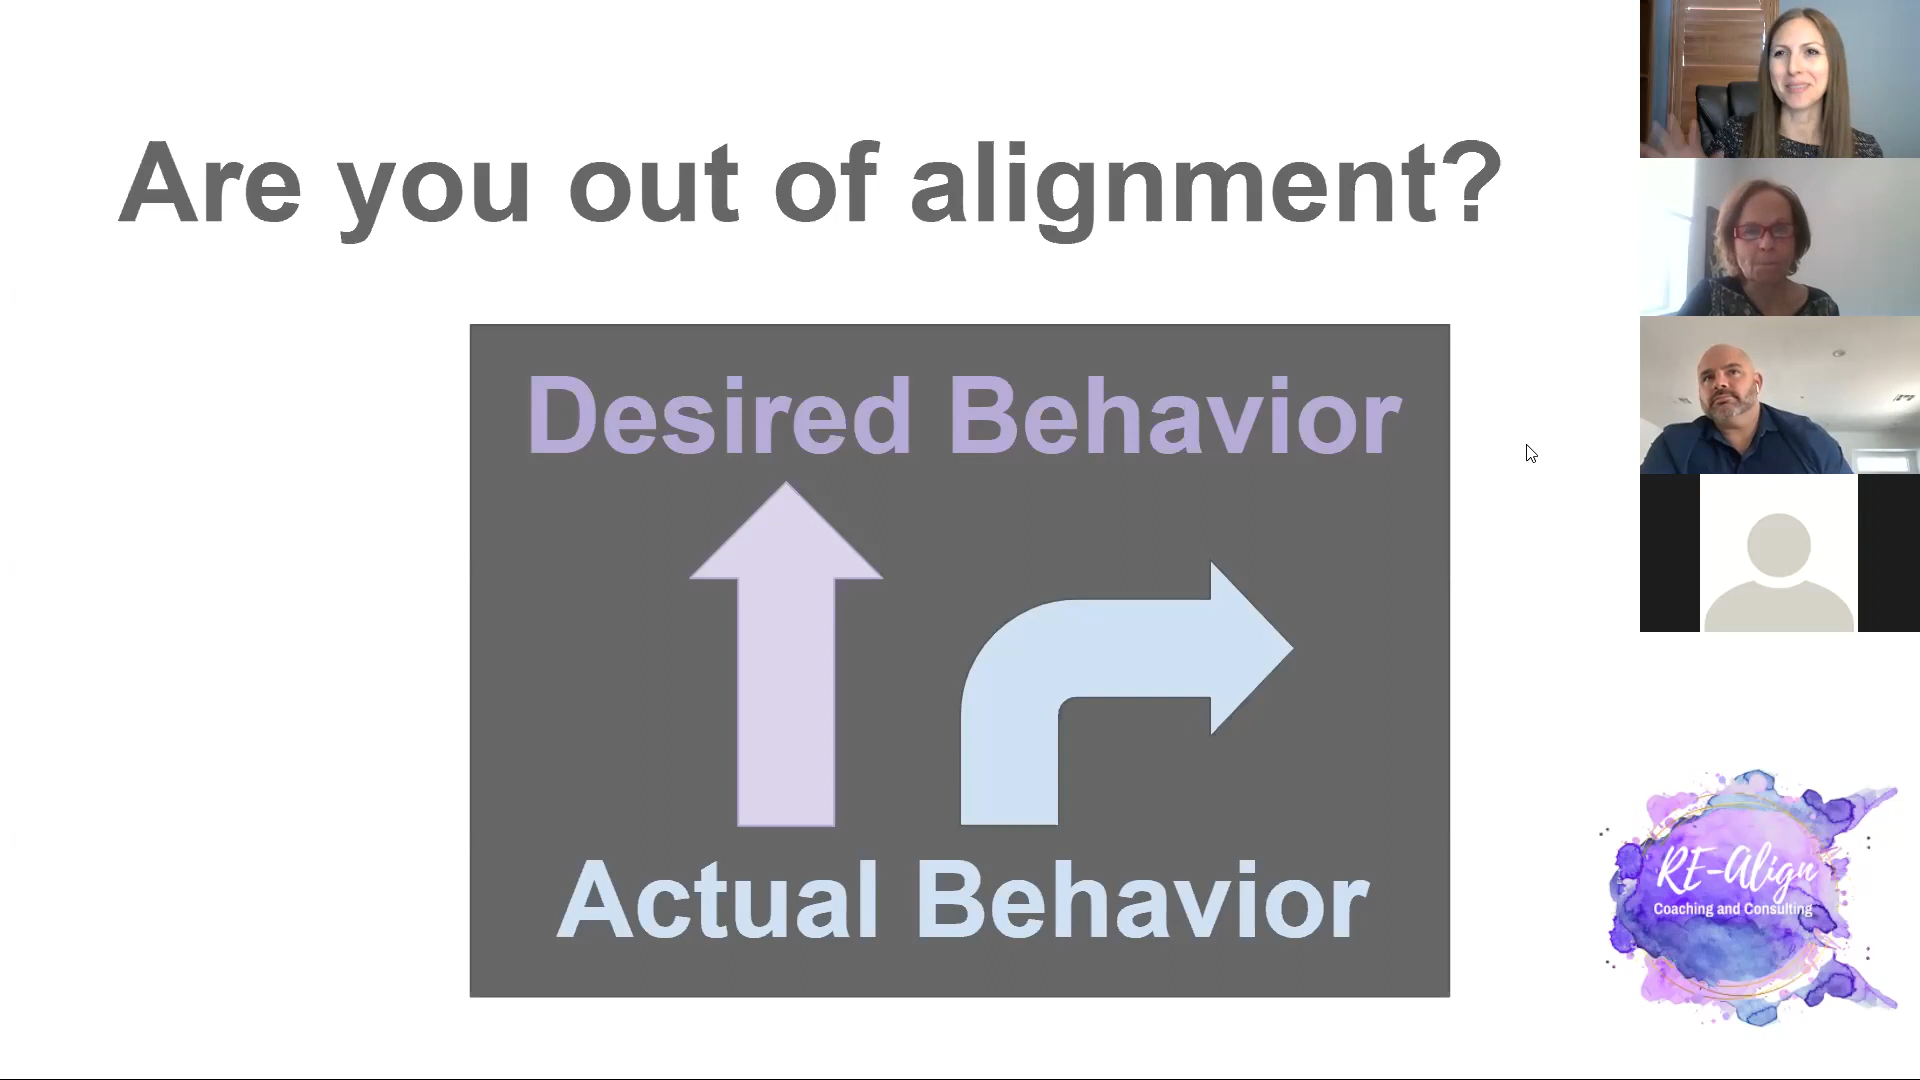 Are you out of alignment?
Desired Behavior
Actual Behavior
RE-Align
Coaching and Consulting